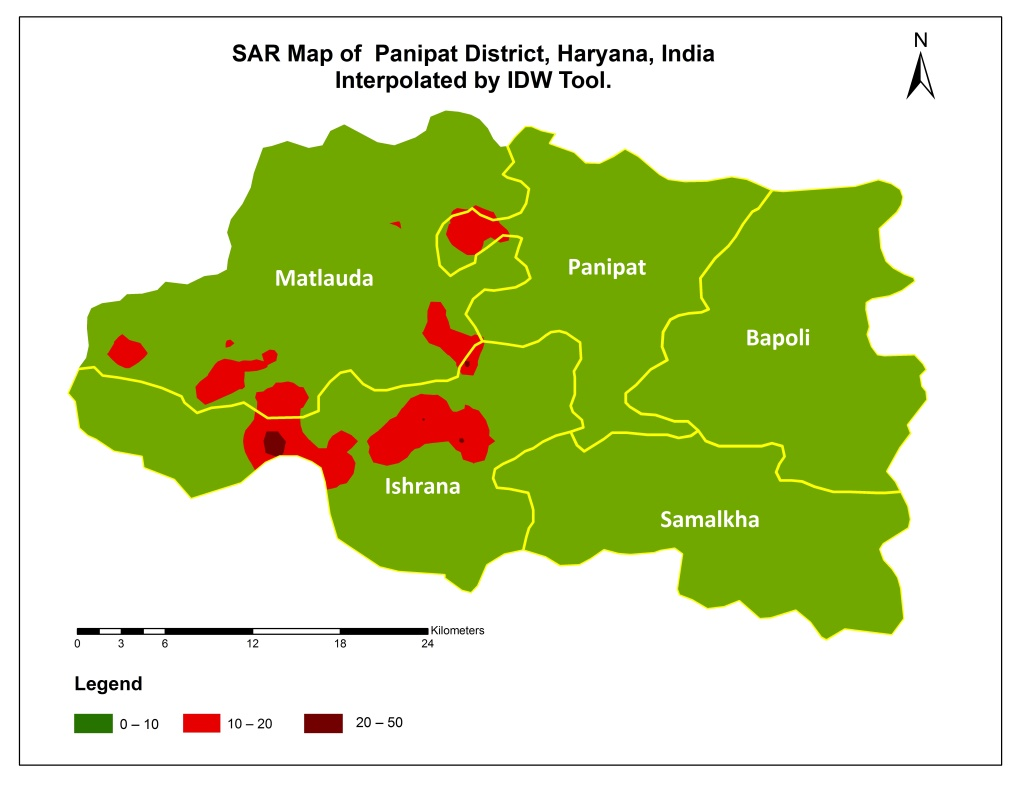 SAR Map of Panipat District, Haryana, India
Interpolated by IDW Tool.
N
Matlauda
Panipat
Bapoli
Ishrana
Samalkha
Kilometers
0 3 6 12 18 24
Legend
0 – 10 10 – 20 20 – 50